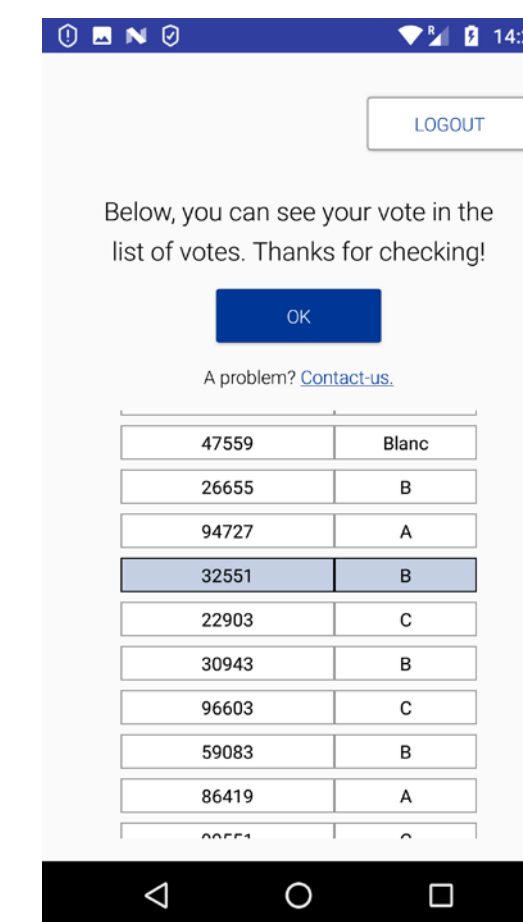 14:
LOGOUT
Below, you can see your vote in the
list of votes. Thanks for checking!
OK
A problem? Contact-us.
47559 Blanc
26655 B
94727 A
32551 B
22903 C
30943 B
96603 C
59083 B
86419 A